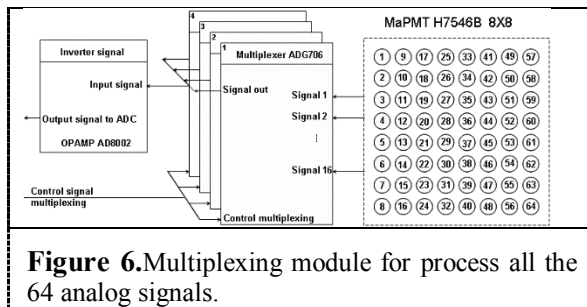 4
3
2
1
Multiplexer ADG706
MaPMT H7546B 8X8
Inverter signal
Input signal
Output signal to ADC
OPAMP AD8002
Signal out
Signal 1
Signal 2
⋮
Signal 16
Control signal
multiplexing
Control multiplexing
1 9 17 25 33 41 49 57
2 10 18 26 34 42 50 58
3 11 19 27 35 43 51 59
4 12 20 28 36 44 52 60
5 13 21 29 37 45 53 61
6 14 22 30 38 46 54 62
7 15 23 31 39 47 55 63
8 16 24 32 40 48 56 64
Figure 6.Multiplexing module for process all the
64 analog signals.